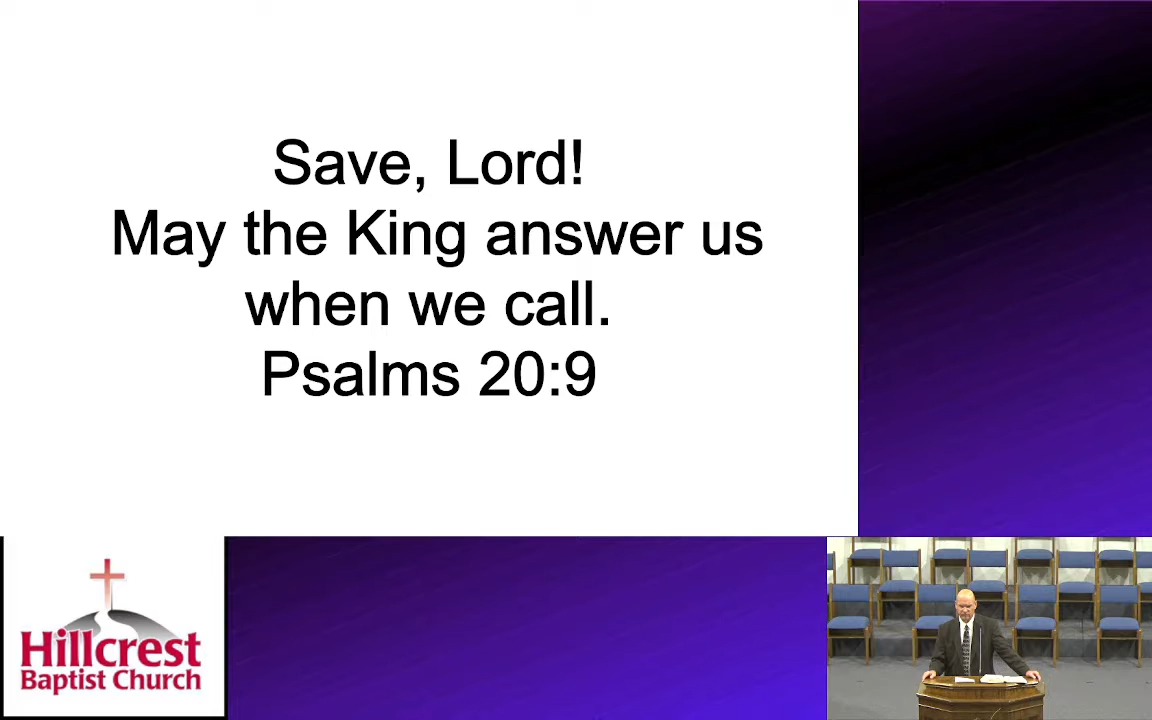 Save, Lord!
May the King answer us
when we call.
Psalms 20:9
Hillcrest
Baptist Church